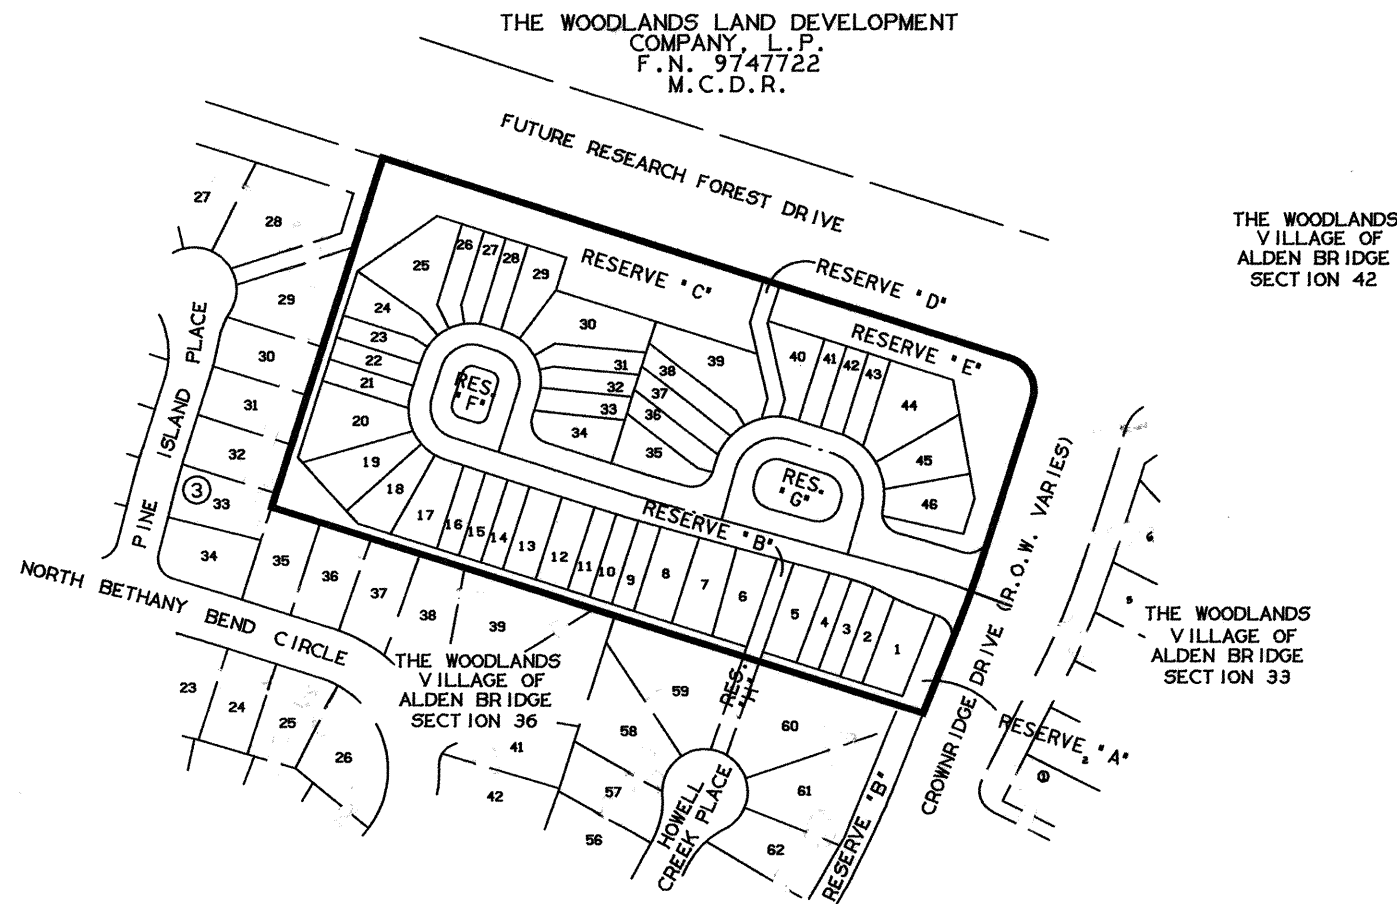 THE WOODLANDS LAND DEVELOPMENT
COMPANY, L.P.
F.N. 9747722
M.C.D.R.
FUTURE RESEARCH FOREST DRIVE
THE WOODLANDS
VILLAGE OF
ALDEN BRIDGE
SECTION 42
27
28
29
30
31
32
33
34
3
PINE ISLAND PLACE
RESERVE "C"
RESERVE "D"
RESERVE "E"
26
27
28
29
25
24
23
22
21
20
19
18
RES.
"F"
30
31
32
33
34
39
38
37
36
35
40
41
42
43
44
45
46
RES.
"G"
RESERVE "B"
17
16
15
14
13
12
11
10
9
8
7
6
5
4
3
2
1
CROWNRIDGE DRIVE (R.O.W. VARIES)
NORTH BETHANY BEND CIRCLE
35
36
37
38
39
THE WOODLANDS
VILLAGE OF
ALDEN BRIDGE
SECTION 36
23
24
25
26
41
42
56
57
58
59
60
61
62
RES.
"H"
HOWELL
CREEK PLACE
RESERVE "B"
RESERVE "A"
6
5
2
1
THE WOODLANDS
VILLAGE OF
ALDEN BRIDGE
SECTION 33